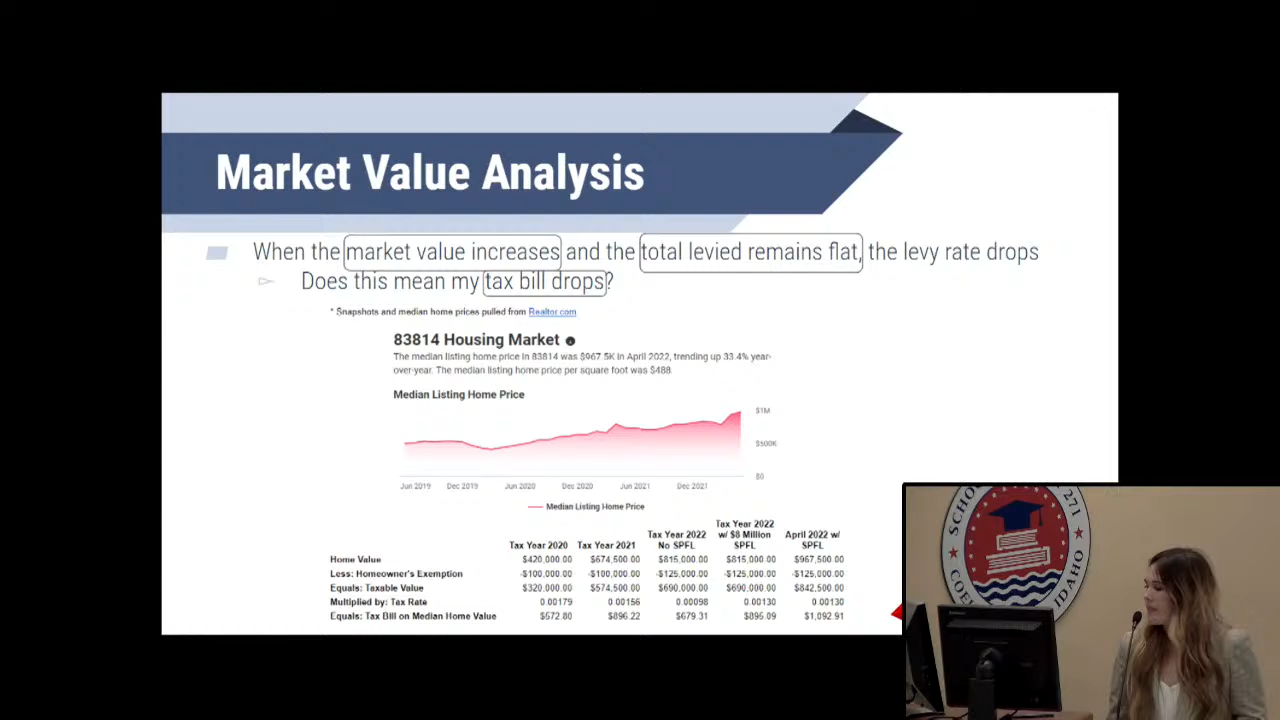 Market Value Analysis
When the market value increases and the total levied remains flat, the levy rate drops
Does this mean my tax bill drops?
* Snapshots and median home prices pulled from Realtor.com
83814 Housing Market
The median listing home price in 83814 was $967.5K in April 2022, trending up 33.4% year-
over-year. The median listing home price per square foot was $488
Median Listing Home Price
$1M
$500K
$0
Jun 2019 Dec 2019 Jun 2020 Dec 2020 Jun 2021 Dec 2021
Median Listing Home Price
Tax Year 2020 Tax Year 2021 Tax Year 2022 No SPFL Tax Year 2022 w/ $8 Million SPFL April 2022 w/ SPFL
Home Value $420,000.00 $674,500.00 $815,000.00 $815,000.00 $967,500.00
Less: Homeowner's Exemption -$100,000.00 -$100,000.00 -$125,000.00 -$125,000.00 -$125,000.00
Equals: Taxable Value $320,000.00 $574,500.00 $690,000.00 $690,000.00 $842,500.00
Multiplied by: Tax Rate 0.00179 0.00156 0.00098 0.00130 0.00130
Equals: Tax Bill on Median Home Value $572.80 $896.22 $679.31 $895.09 $1,092.91
SCHOO 271
COE IDAHO